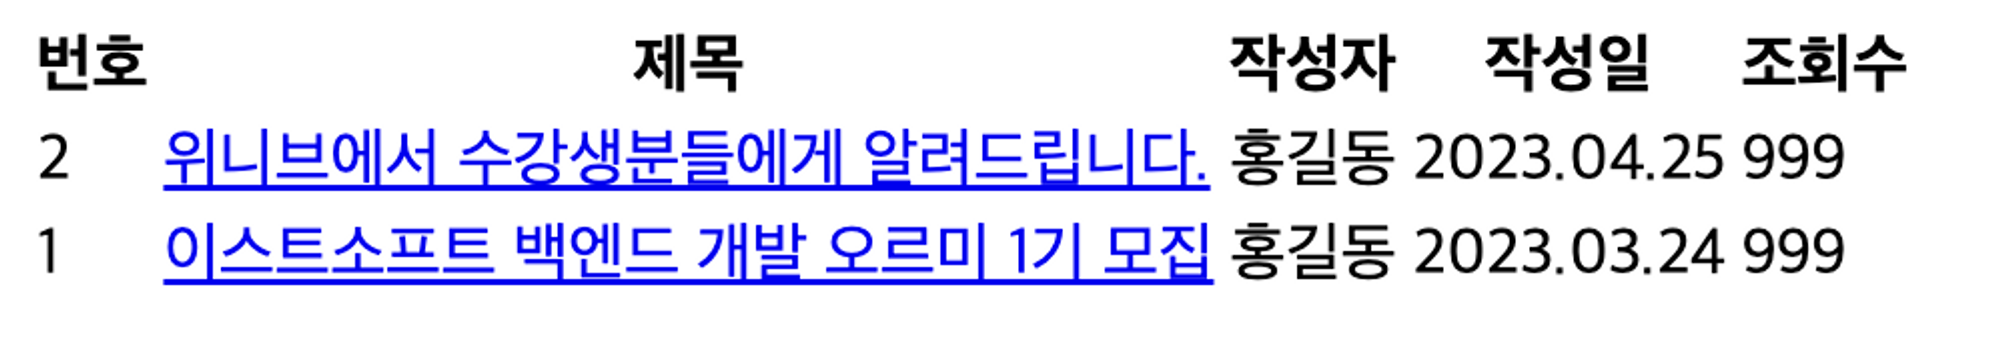 번호 제목 작성자 작성일 조회수
2 위니브에서 수강생분들에게 알려드립니다. 홍길동 2023.04.25 999
1 이스트소프트 백엔드 개발 오르미 1기 모집 홍길동 2023.03.24 999